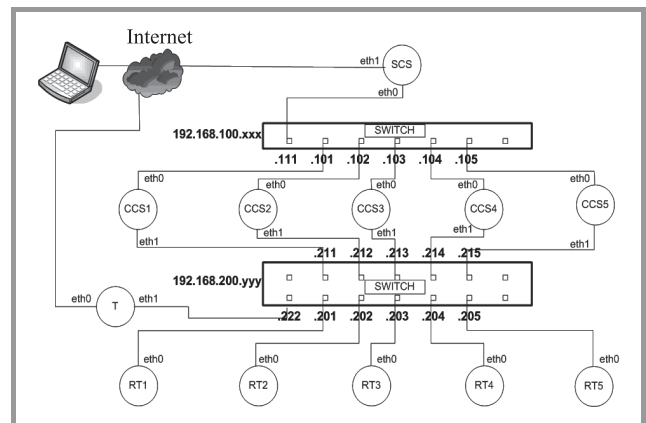 Internet
eth1
SCS
eth0
192.168.100.xxx
SWITCH
.111 .101 .102 .103 .104 .105
eth0 eth0 eth0 eth0 eth0
CCS1 CCS2 CCS3 CCS4 CCS5
eth1 eth1 eth1 eth1 eth1
.211 .212 .213 .214 .215
192.168.200.yyy
SWITCH
eth0 T eth1
.222 .201 .202 .203 .204 .205
eth0 eth0 eth0 eth0 eth0
RT1 RT2 RT3 RT4 RT5